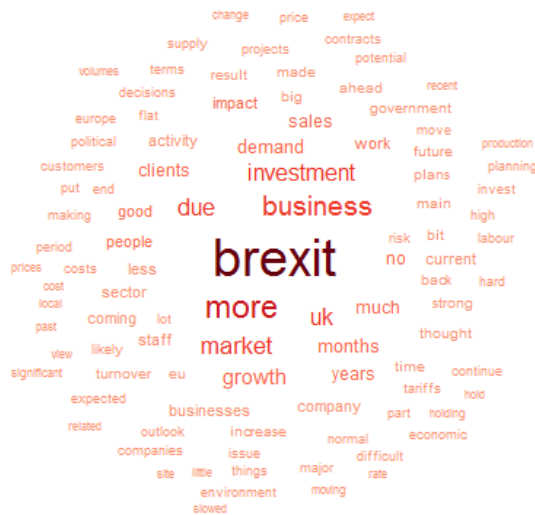 change price expect
supply projects contracts
potential
volumes terms result made
decisions impact big ahead recent
europe flat sales government
political activity demand work move production
customers clients investment future planning
put end plans invest
making good due business main high
period people brexit risk bit labour
prices costs less no current
cost sector back hard
local more much strong
past coming lot uk
view likely staff market months thought
significant turnover eu growth years time continue
expected tariffs hold
businesses company part holding
related outlook increase normal economic
companies issue difficult
site little things major rate
environment moving
slowed